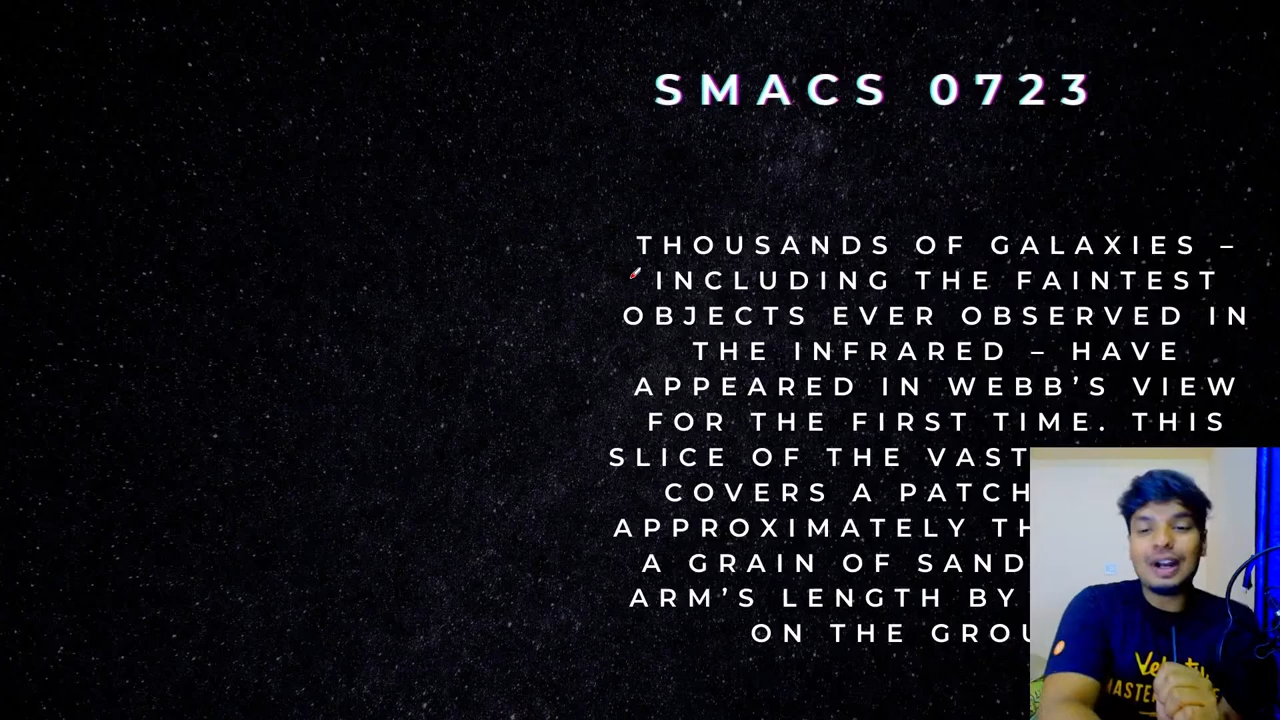 SMACS 0723
THOUSANDS OF GALAXIES –
INCLUDING THE FAINTEST
OBJECTS EVER OBSERVED IN
THE INFRARED – HAVE
APPEARED IN WEBB’S VIEW
FOR THE FIRST TIME. THIS
SLICE OF THE VAST
COVERS A PATCH
APPROXIMATELY
A GRAIN OF SAND
ARM’S LENGTH BY
ON THE